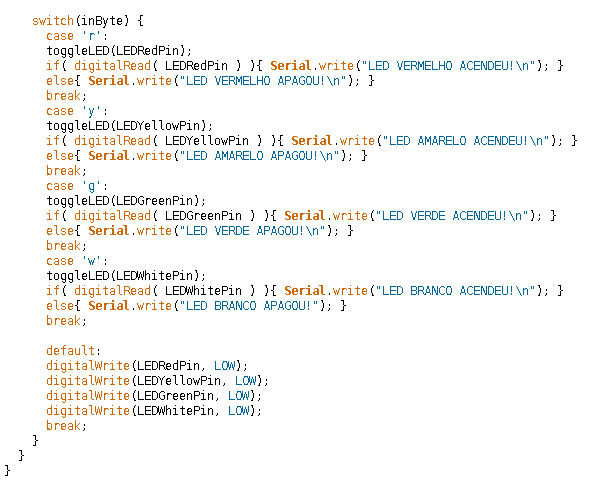 switch(inByte) {
case 'r':
toggleLED(LEDRedPin);
if( digitalRead( LEDRedPin ) ){ Serial.write("LED VERMELHO ACENDEU!\n"); }
else{ Serial.write("LED VERMELHO APAGOU!\n"); }
break;
case 'y':
toggleLED(LEDYellowPin);
if( digitalRead( LEDYellowPin ) ){ Serial.write("LED AMARELO ACENDEU!\n"); }
else{ Serial.write("LED AMARELO APAGOU!\n"); }
break;
case 'g':
toggleLED(LEDGreenPin);
if( digitalRead( LEDGreenPin ) ){ Serial.write("LED VERDE ACENDEU!\n"); }
else{ Serial.write("LED VERDE APAGOU!\n"); }
break;
case 'w':
toggleLED(LEDWhitePin);
if( digitalRead( LEDWhitePin ) ){ Serial.write("LED BRANCO ACENDEU!\n"); }
else{ Serial.write("LED BRANCO APAGOU!"); }
break;
default:
digitalWrite(LEDRedPin, LOW);
digitalWrite(LEDYellowPin, LOW);
digitalWrite(LEDGreenPin, LOW);
digitalWrite(LEDWhitePin, LOW);
break;
}
}
}